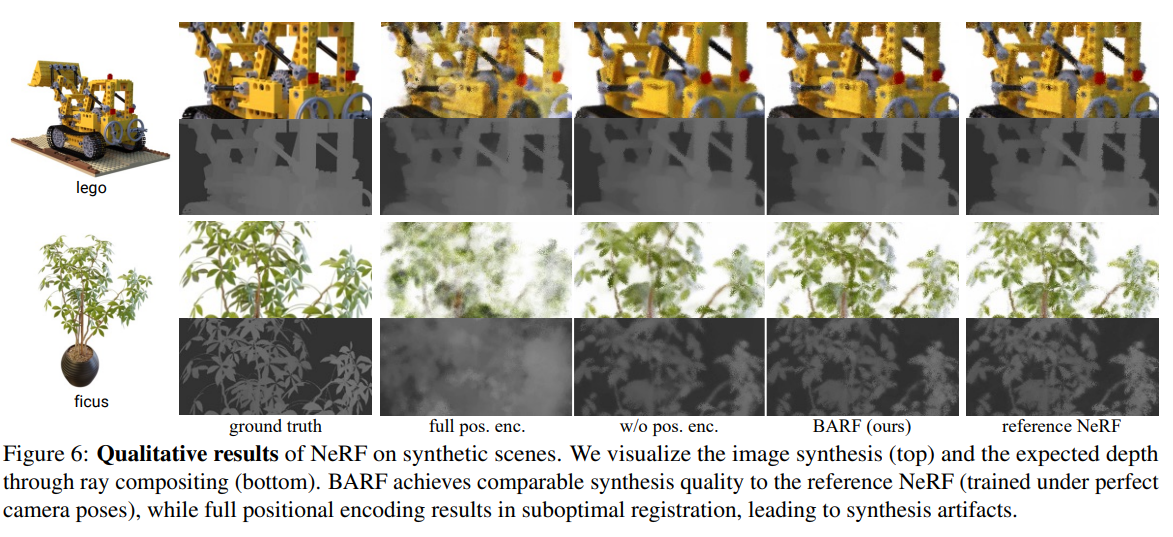 lego
ficus
ground truth
full pos. enc.
w/o pos. enc.
BARF (ours)
reference NeRF
Figure 6: Qualitative results of NeRF on synthetic scenes. We visualize the image synthesis (top) and the expected depth
through ray compositing (bottom). BARF achieves comparable synthesis quality to the reference NeRF (trained under perfect
camera poses), while full positional encoding results in suboptimal registration, leading to synthesis artifacts.